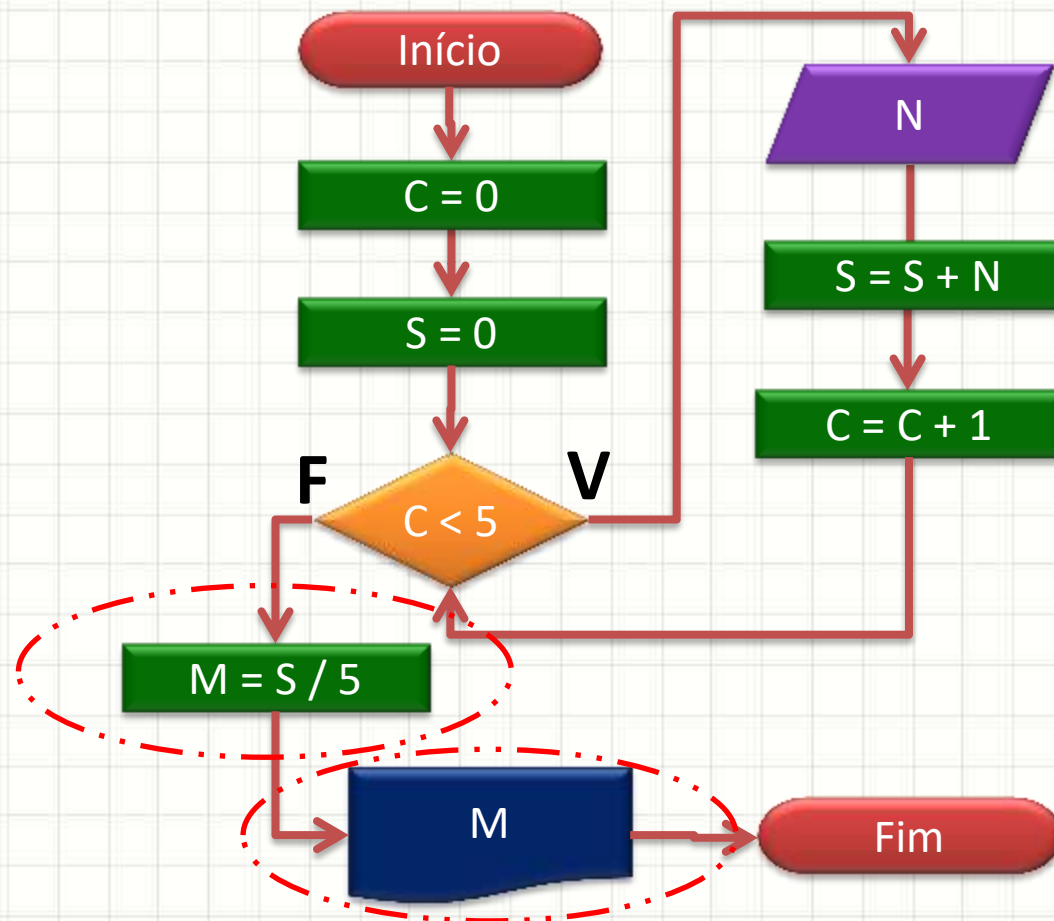 Início
C = 0
S = 0
C < 5
F
V
N
S = S + N
C = C + 1
M = S / 5
M
Fim